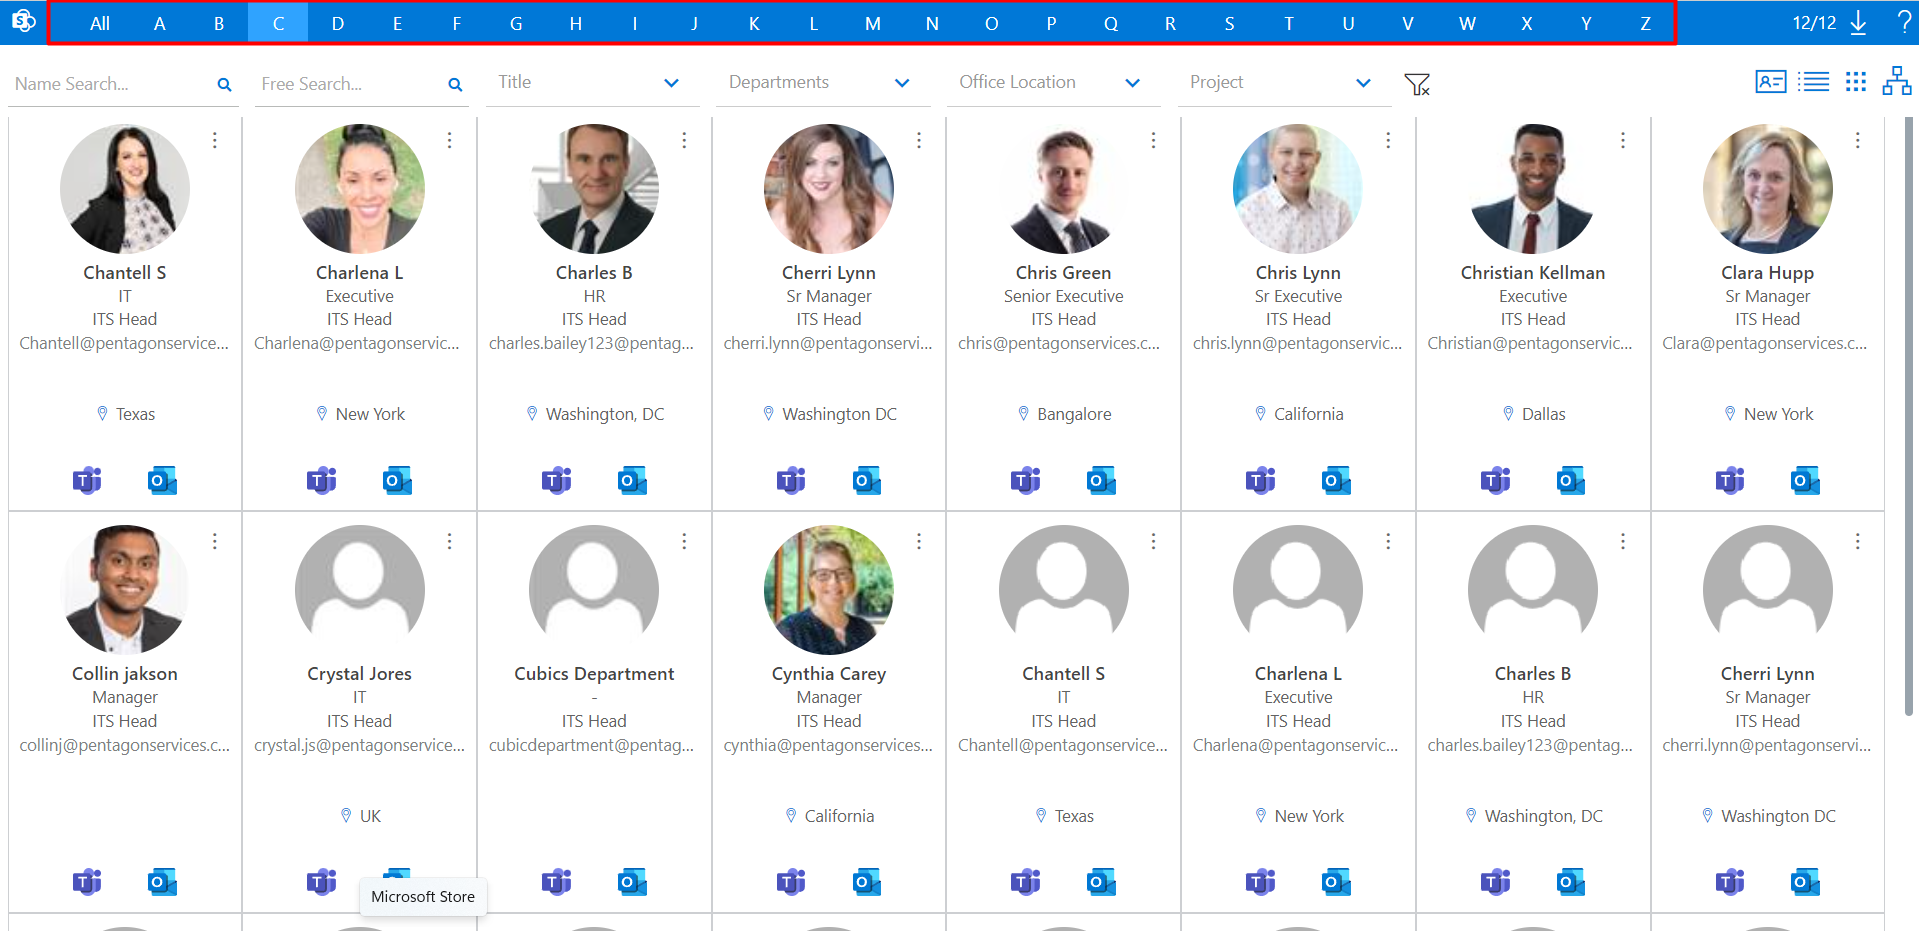 S All A B C D E F G H I J K L M N O P Q R S T U V W X Y Z 12/12 ?
Name Search... Free Search... Title Departments Office Location Project
Chantell S
IT
ITS Head
Chantell@pentagonservice...
Texas
Charlena L
Executive
ITS Head
Charlena@pentagonservic...
New York
Charles B
HR
ITS Head
charles.bailey123@pentag...
Washington, DC
Cherri Lynn
Sr Manager
ITS Head
cherri.lynn@pentagonservi...
Washington DC
Chris Green
Senior Executive
ITS Head
chris@pentagonservices.c...
Bangalore
Chris Lynn
Sr Executive
ITS Head
chris.lynn@pentagonservic...
California
Christian Kellman
Executive
ITS Head
Christian@pentagonservic...
Dallas
Clara Hupp
Sr Manager
ITS Head
Clara@pentagonservices.c...
New York
T O T O T O T O T O T O T O T O
Collin jakson
Manager
ITS Head
collinj@pentagonservices.c...
Crystal Jores
IT
ITS Head
crystal.js@pentagonservice...
UK
Cubics Department
-
ITS Head
cubicdepartment@pentag...
Cynthia Carey
Manager
ITS Head
cynthia@pentagonservices...
California
Chantell S
IT
ITS Head
Chantell@pentagonservice...
Texas
Charlena L
Executive
ITS Head
Charlena@pentagonservic...
New York
Charles B
HR
ITS Head
charles.bailey123@pentag...
Washington, DC
Cherri Lynn
Sr Manager
ITS Head
cherri.lynn@pentagonservi...
Washington DC
T O T T O T O T O T O T O T O
Microsoft Store